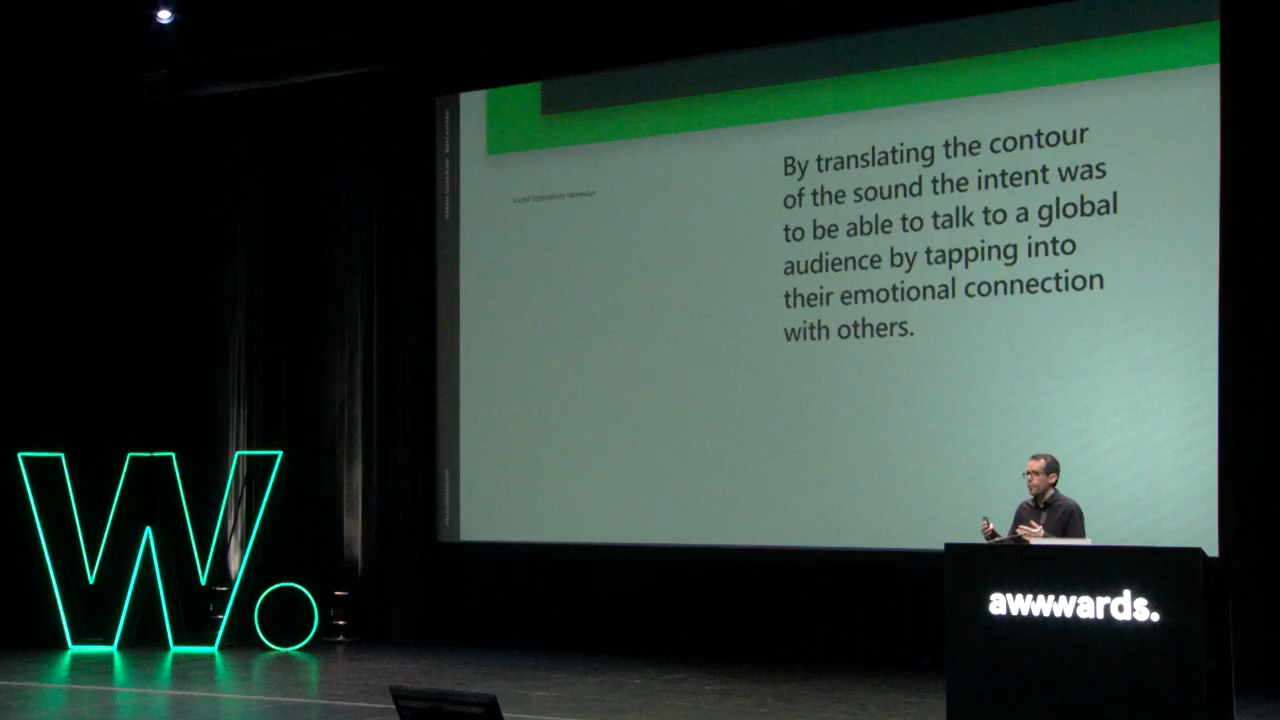 By translating the contour
of the sound the intent was
to be able to talk to a global
audience by tapping into
their emotional connection
with others.
W.
awwwards.